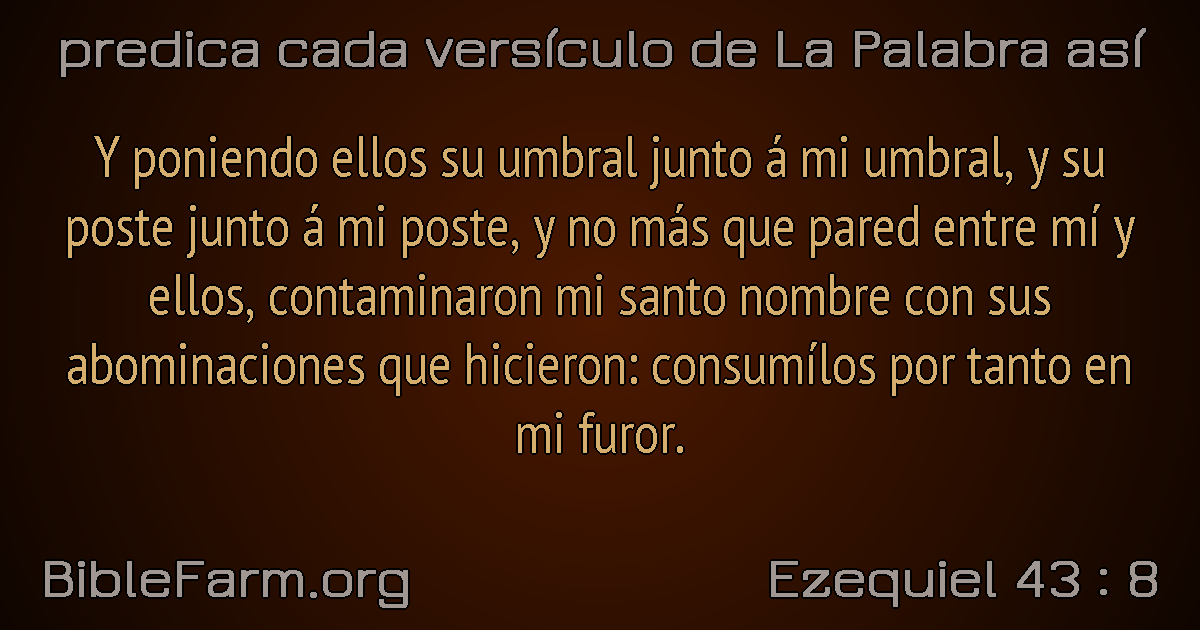 predica cada versículo de La Palabra así
Y poniendo ellos su umbral junto á mi umbral, y su
poste junto á mi poste, y no más que pared entre mí y
ellos, contaminaron mi santo nombre con sus
abominaciones que hicieron: consumílos por tanto en
mi furor.
BibleFarm.org
Ezequiel 43 : 8